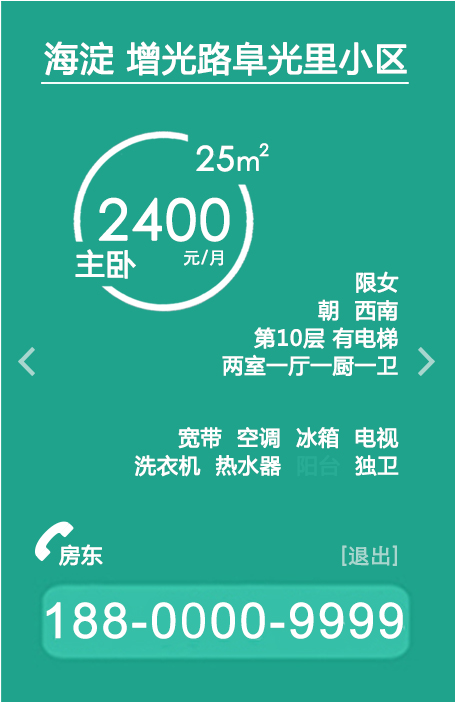 海淀 增光路阜光里小区
25m²
2400
主卧 元/月
限女
朝 西南
第10层 有电梯
两室一厅一厨一卫
宽带 空调 冰箱 电视
洗衣机 热水器 阳台 独卫
房东 [退出]
188-0000-9999